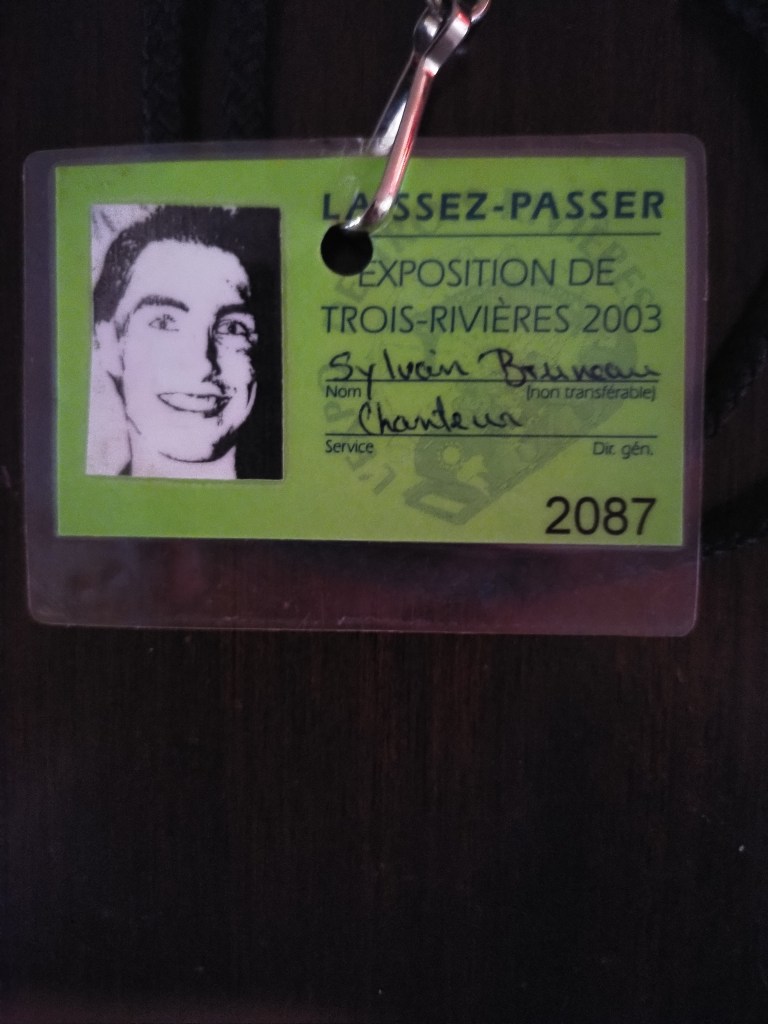 LAISSEZ-PASSER
EXPOSITION DE
TROIS-RIVIÈRES 2003
Sylvain Bruneau
Nom (non transférable)
Chanteur
Service Dir. gén.
2087